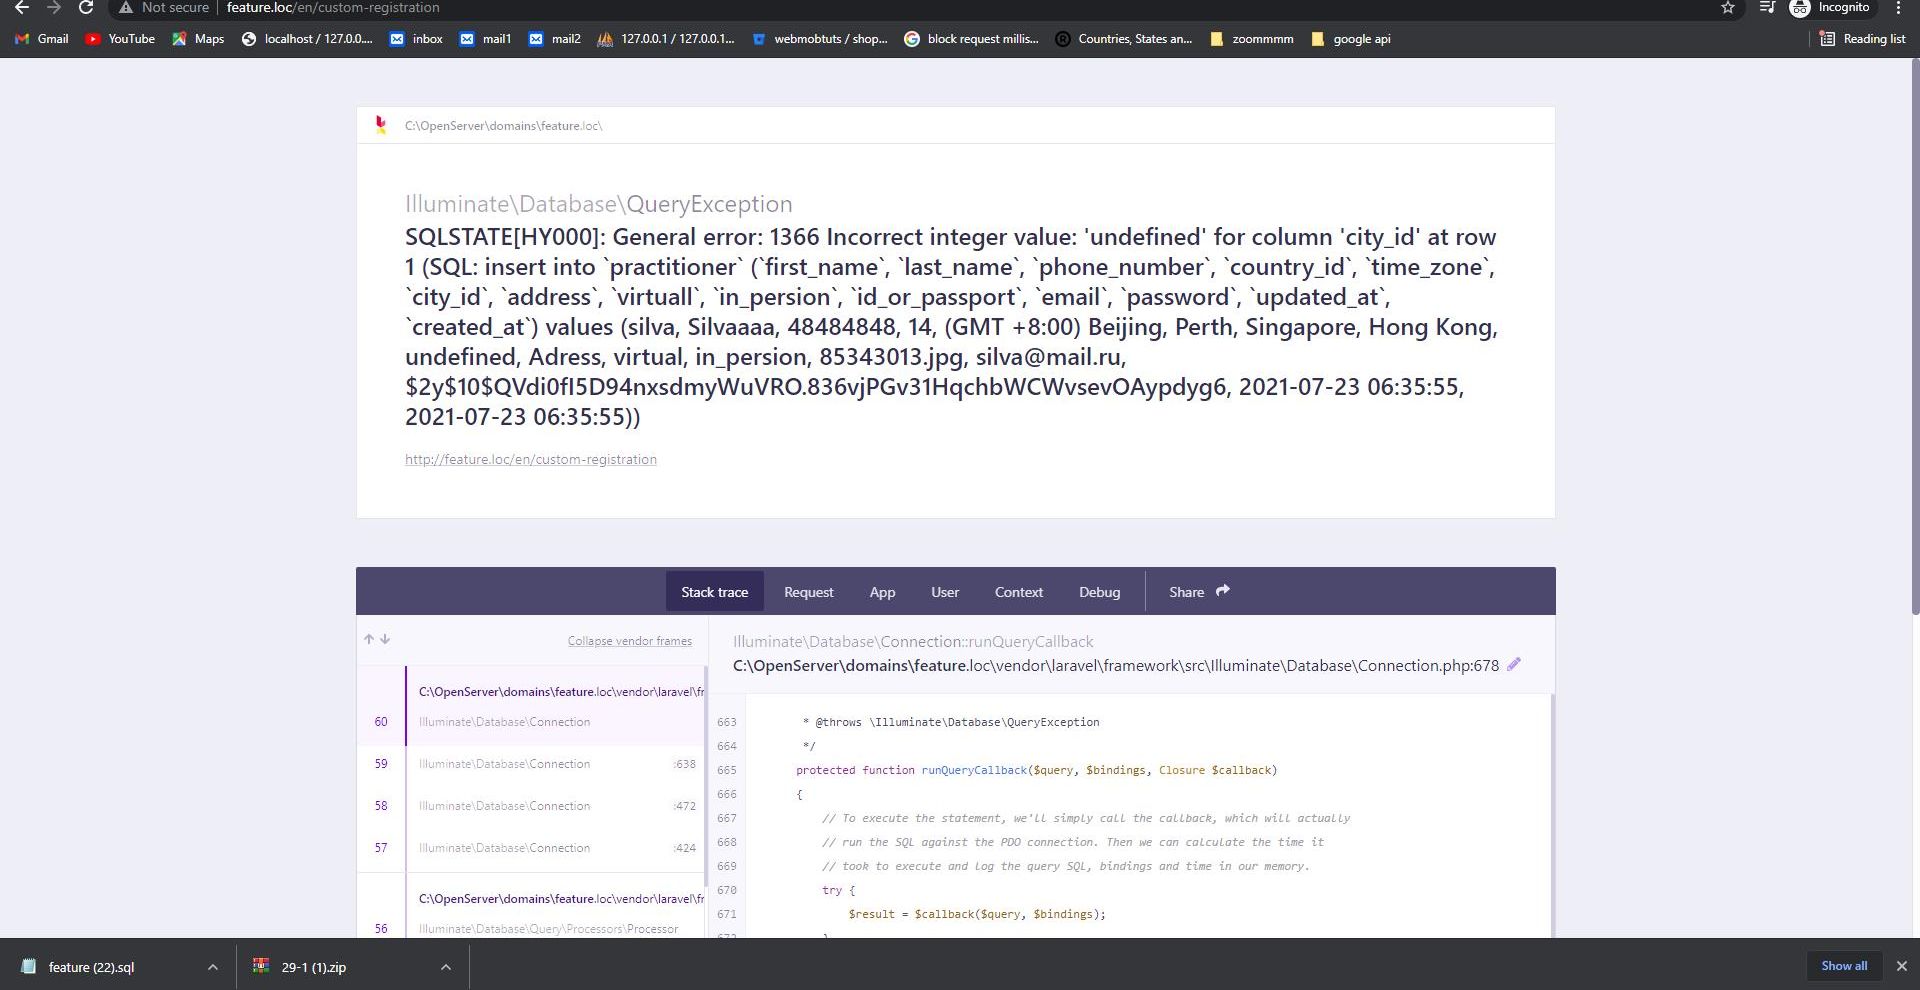 Not secure | feature.loc/en/custom-registration
Incognito
Gmail YouTube Maps localhost / 127.0.0.... inbox mail1 mail2 127.0.0.1 / 127.0.0.1... webmobtuts / shop... block request millis... Countries, States an... zoommmm google api Reading list
C:\OpenServer\domains\feature.loc\
Illuminate\Database\QueryException
SQLSTATE[HY000]: General error: 1366 Incorrect integer value: 'undefined' for column 'city_id' at row
1 (SQL: insert into `practitioner` (`first_name`, `last_name`, `phone_number`, `country_id`, `time_zone`,
`city_id`, `address`, `virtuall`, `in_persion`, `id_or_passport`, `email`, `password`, `updated_at`,
`created_at`) values (silva, Silvaaaa, 48484848, 14, (GMT +8:00) Beijing, Perth, Singapore, Hong Kong,
undefined, Adress, virtual, in_persion, 85343013.jpg, silva@mail.ru,
$2y$10$QVdi0fI5D94nxsdmyWuVRO.836vjPGv31HqchbWCWvsevOAypdyg6, 2021-07-23 06:35:55,
2021-07-23 06:35:55))
http://feature.loc/en/custom-registration
Stack trace Request App User Context Debug Share
Collapse vendor frames
C:\OpenServer\domains\feature.loc\vendor\laravel\fr
60 Illuminate\Database\Connection
59 Illuminate\Database\Connection :638
58 Illuminate\Database\Connection :472
57 Illuminate\Database\Connection :424
C:\OpenServer\domains\feature.loc\vendor\laravel\fr
56 Illuminate\Database\Query\Processors\Processor
Illuminate\Database\Connection::runQueryCallback
C:\OpenServer\domains\feature.loc\vendor\laravel\framework\src\Illuminate\Database\Connection.php:678
663 * @throws \Illuminate\Database\QueryException
664 */
665 protected function runQueryCallback($query, $bindings, Closure $callback)
666 {
667 // To execute the statement, we'll simply call the callback, which will actually
668 // run the SQL against the PDO connection. Then we can calculate the time it
669 // took to execute and log the query SQL, bindings and time in our memory.
670 try {
671 $result = $callback($query, $bindings);
672 }
feature (22).sql 29-1 (1).zip Show all